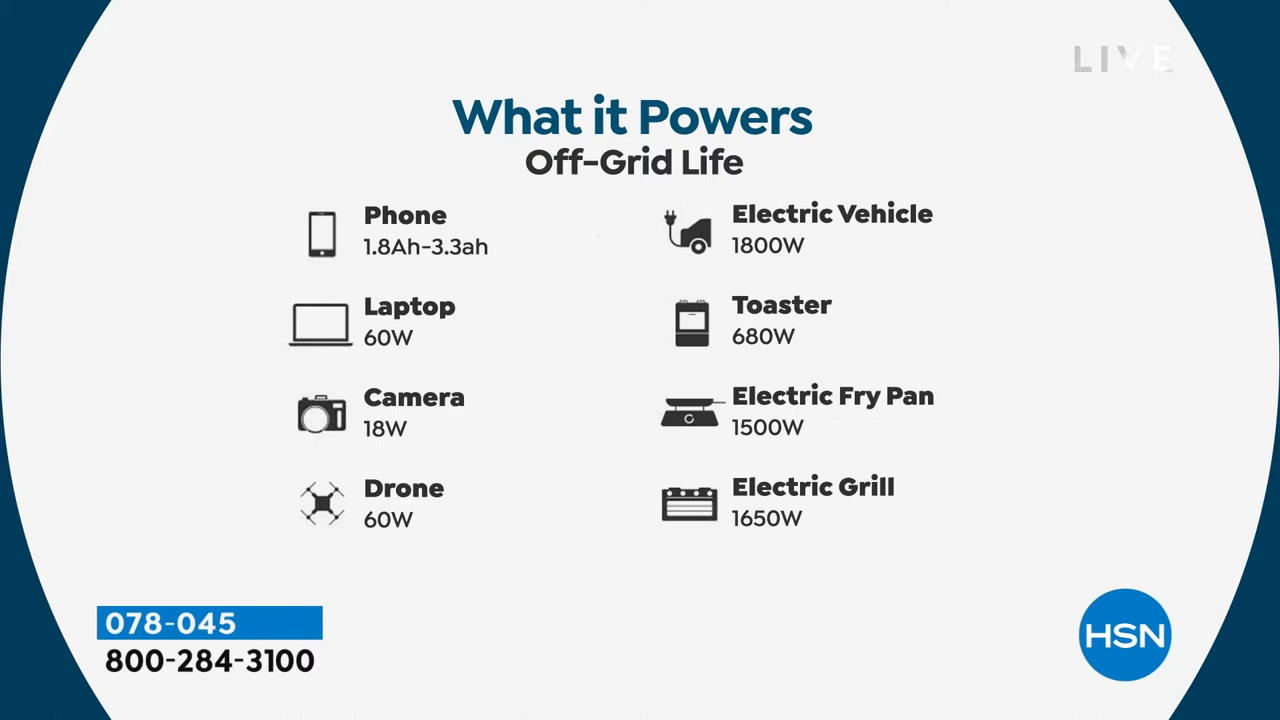 LIVE
What it Powers
Off-Grid Life
Phone
1.8Ah-3.3ah
Laptop
60W
Camera
18W
Drone
60W
Electric Vehicle
1800W
Toaster
680W
Electric Fry Pan
1500W
Electric Grill
1650W
078-045
800-284-3100
HSN